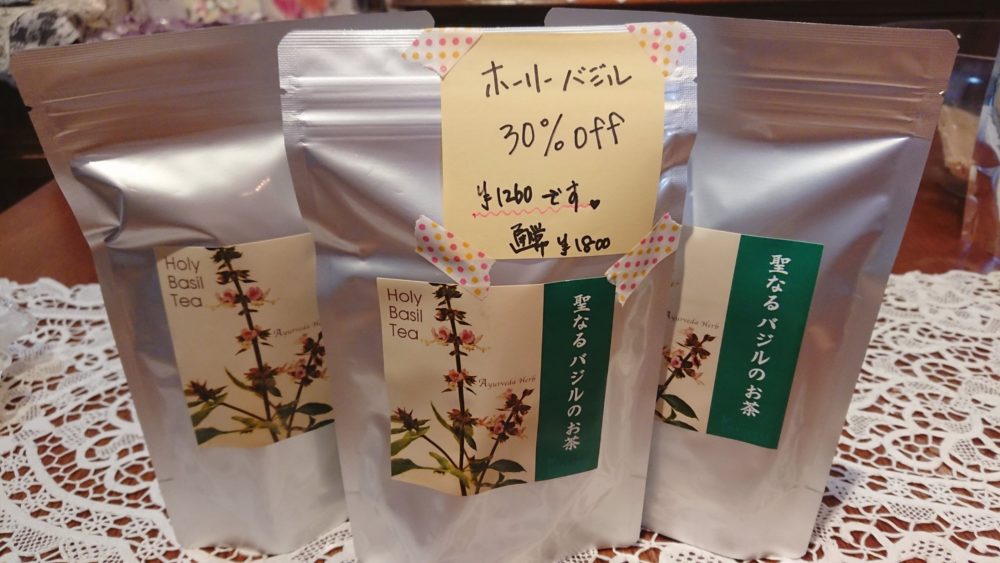 ホーリーバジル
30%off
¥1260です。
通常¥1800
Holy
Basil
Tea
Holy
Basil
Tea
Ayurveda Herb
聖なるバジルのお茶
Ayurveda Herb
Ayurveda Herb
聖なるバジルのお茶